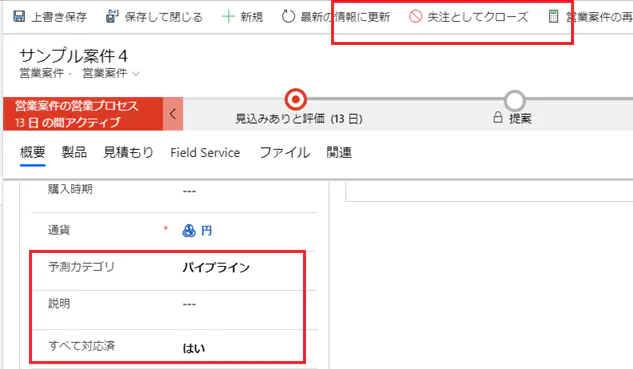 上書き保存 保存して閉じる 新規 最新の情報に更新 失注としてクローズ 営業案件の再
サンプル案件４
営業案件 · 営業案件
営業案件の営業プロセス
13 日 の間アクティブ
見込みありと評価 (13 日)
提案
概要 製品 見積もり Field Service ファイル 関連
購入時期 ---
通貨 * 円
予測カテゴリ パイプライン
説明 ---
すべて対応済 はい